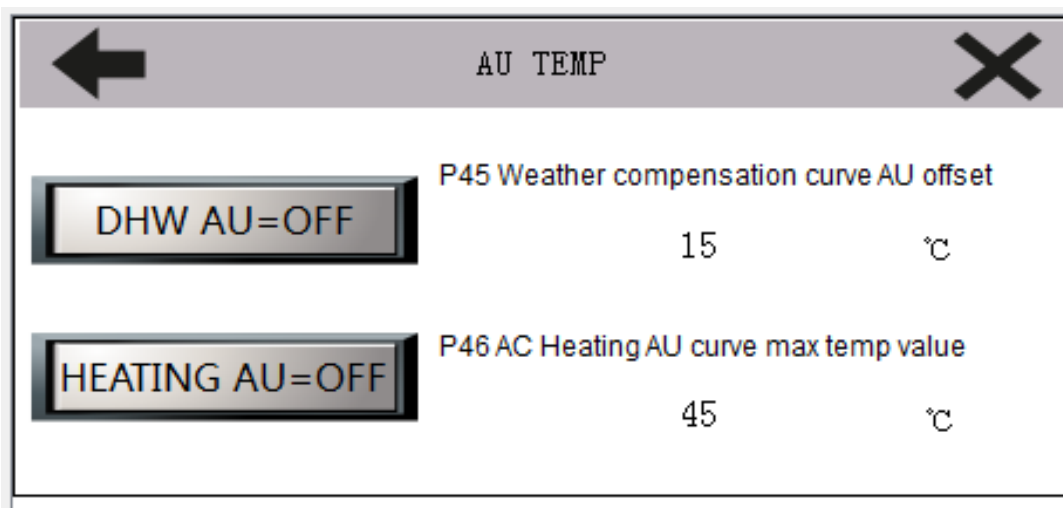 AU TEMP
P45 Weather compensation curve AU offset
DHW AU=OFF
15 ℃
P46 AC Heating AU curve max temp value
HEATING AU=OFF
45 ℃